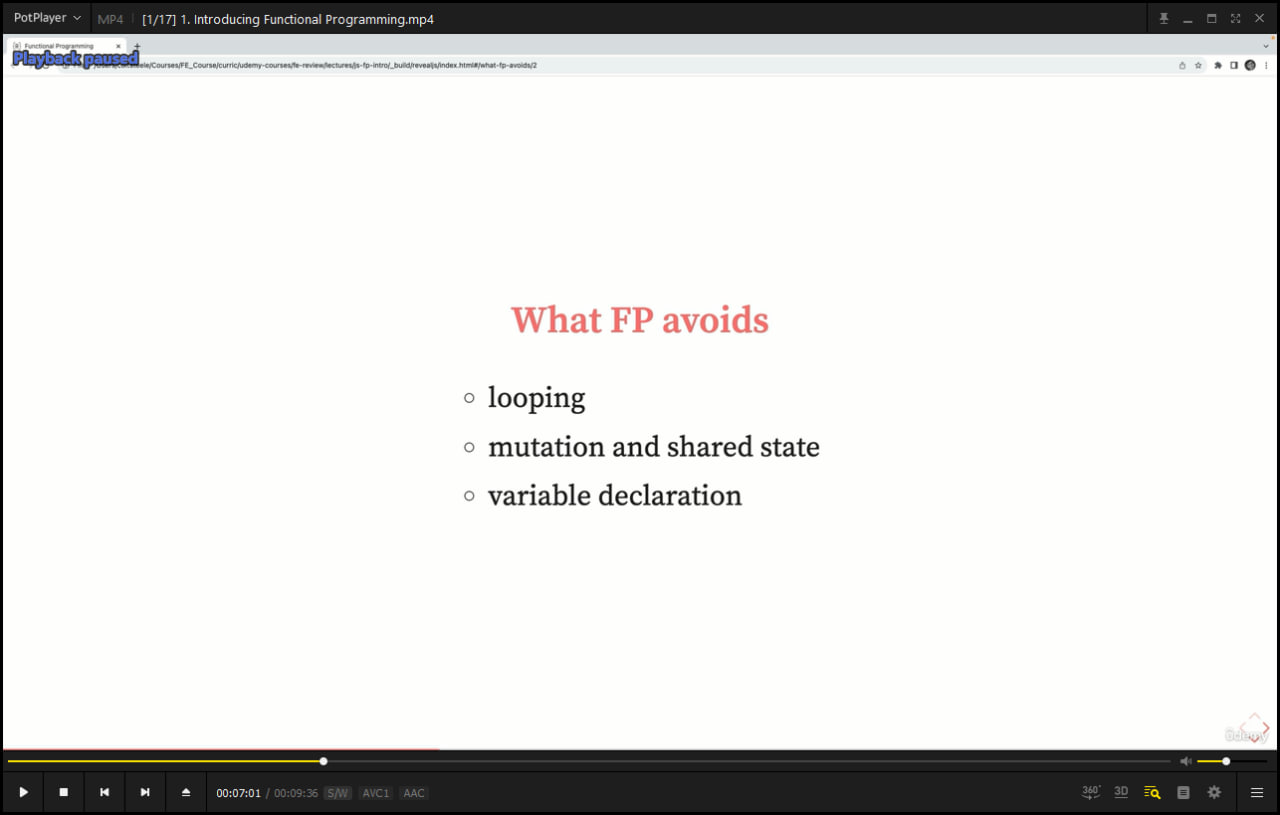 PotPlayer MP4 [1/17] 1. Introducing Functional Programming.mp4
Functional Programming
Playback paused
/Courses/FE_Course/curric/udemy-courses/fe-review/lectures/js-fp-intro/_build/revealjs/index.html#/what-fp-avoids/2
What FP avoids
looping
mutation and shared state
variable declaration
ûdemy
00:07:01 / 00:09:36 S/W AVC1 AAC
360° 3D